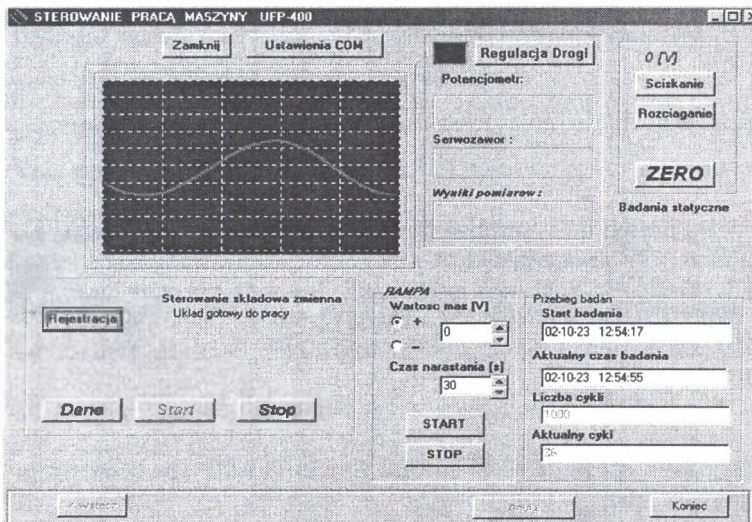 STEROWANIE PRACĄ MASZYNY UFP-400
Zamknij
Ustawienia COM
Regulacja Drogi
Potencjometr:
Serwozawor :
Wyniki pomiarow :
0 [V]
Sciskanie
Rozciaganie
ZERO
Badania statyczne
Rejestracja
Sterowanie skladowa zmienna
Uklad gotowy do pracy
Dane
Start
Stop
RAMPA
Wartosc max [V]
+
0
−
Czas narastania [s]
30
START
STOP
Przebieg badan
Start badania
02-10-23 12:54:17
Aktualny czas badania
02-10-23 12:54:55
Liczba cykli
1000
Aktualny cykl
Koniec